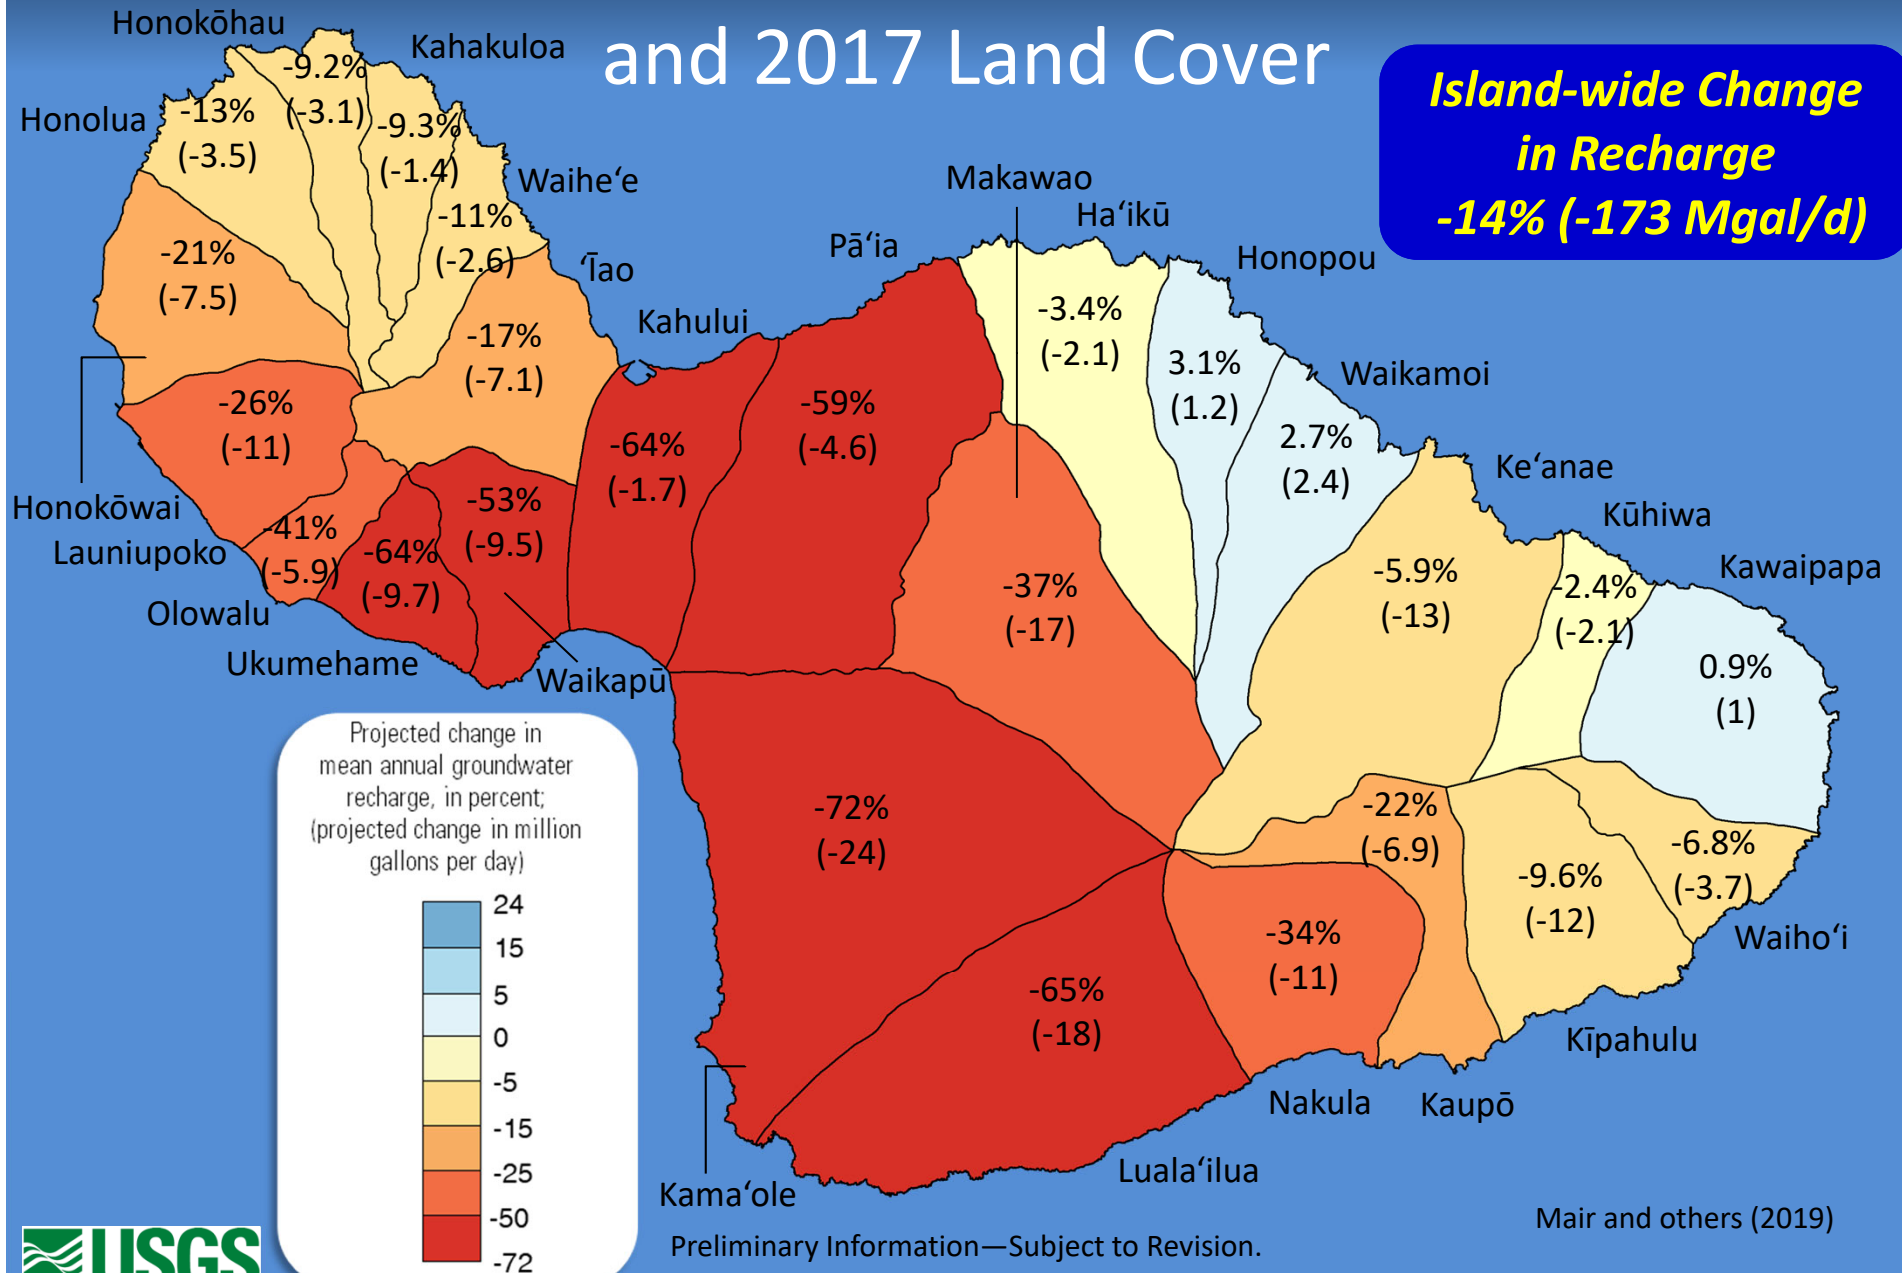 and 2017 Land Cover
Island-wide Change
in Recharge
-14% (-173 Mgal/d)
Honokōhau
Kahakuloa
Honolua
Waiheʻe
ʻĪao
Kahului
Pāʻia
Makawao
Haʻikū
Honopou
Waikamoi
Keʻanae
Kūhiwa
Kawaipapa
Honokōwai
Launiupoko
Olowalu
Ukumehame
Waikapū
Kamaʻole
Lualaʻilua
Nakula
Kaupō
Kīpahulu
Waihoʻi
-9.2%
(-3.1)
-13%
(-3.5)
-9.3%
(-1.4)
-11%
(-2.6)
-21%
(-7.5)
-17%
(-7.1)
-26%
(-11)
-41%
(-5.9)
-64%
(-9.7)
-53%
(-9.5)
-64%
(-1.7)
-59%
(-4.6)
-3.4%
(-2.1)
3.1%
(1.2)
2.7%
(2.4)
-37%
(-17)
-5.9%
(-13)
-2.4%
(-2.1)
0.9%
(1)
-72%
(-24)
-22%
(-6.9)
-9.6%
(-12)
-6.8%
(-3.7)
-34%
(-11)
-65%
(-18)
Projected change in
mean annual groundwater
recharge, in percent;
(projected change in million
gallons per day)
24
15
5
0
-5
-15
-25
-50
-72
USGS
Preliminary Information—Subject to Revision.
Mair and others (2019)